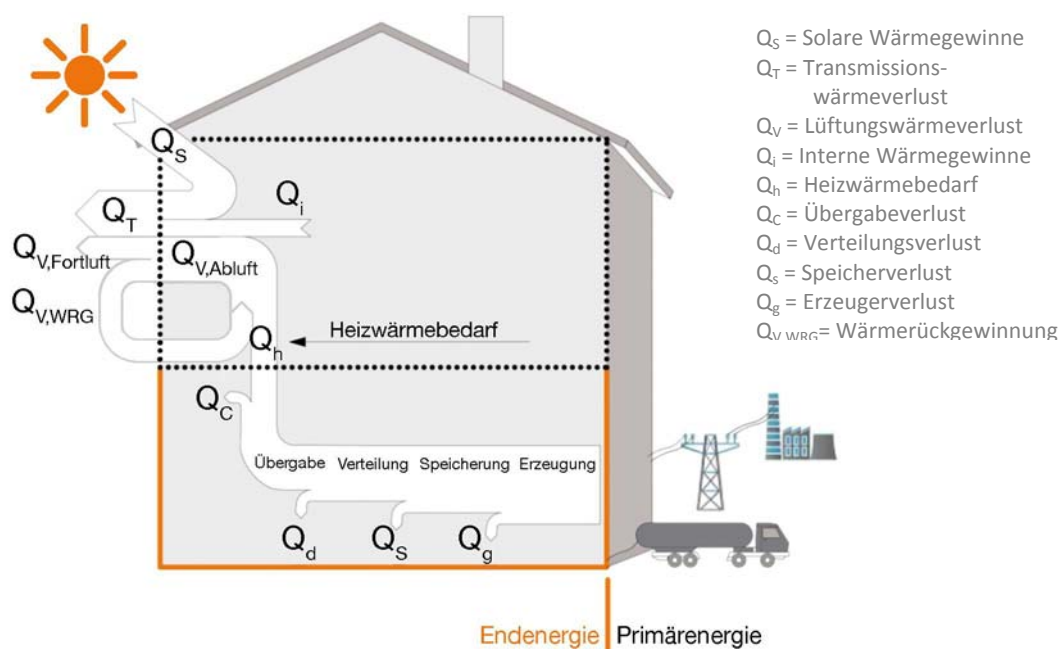 Q_S = Solare Wärmegewinne
Q_T = Transmissions-
wärmeverlust
Q_V = Lüftungswärmeverlust
Q_i = Interne Wärmegewinne
Q_h = Heizwärmebedarf
Q_C = Übergabeverlust
Q_d = Verteilungsverlust
Q_s = Speicherverlust
Q_g = Erzeugerverlust
Q_V,WRG= Wärmerückgewinnung
Q_S
Q_i
Q_T
Q_V,Fortluft
Q_V,Abluft
Q_V,WRG
Heizwärmebedarf
Q_h
Q_C
Übergabe Verteilung Speicherung Erzeugung
Q_d Q_S Q_g
Endenergie Primärenergie